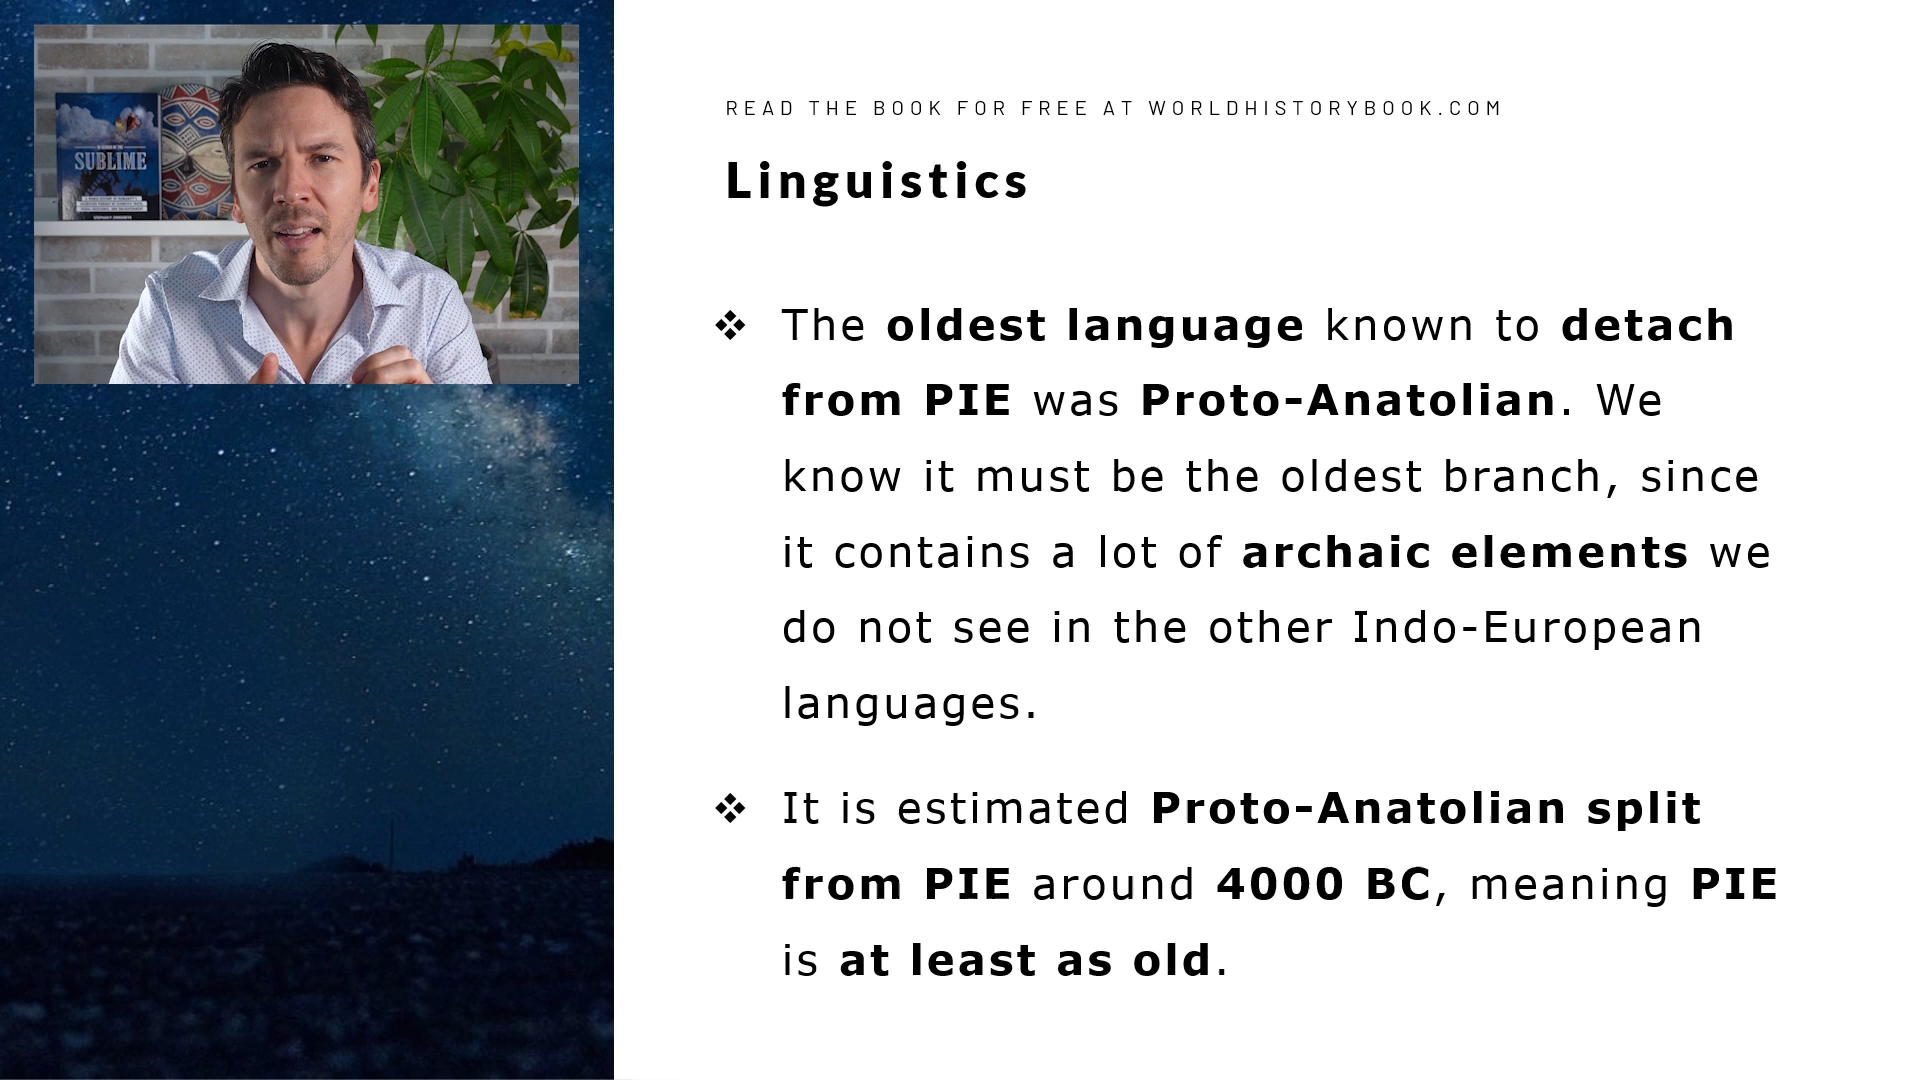 READ THE BOOK FOR FREE AT WORLDHISTORYBOOK.COM
Linguistics
❖ The oldest language known to detach
from PIE was Proto-Anatolian. We
know it must be the oldest branch, since
it contains a lot of archaic elements we
do not see in the other Indo-European
languages.
❖ It is estimated Proto-Anatolian split
from PIE around 4000 BC, meaning PIE
is at least as old.
SUBLIME